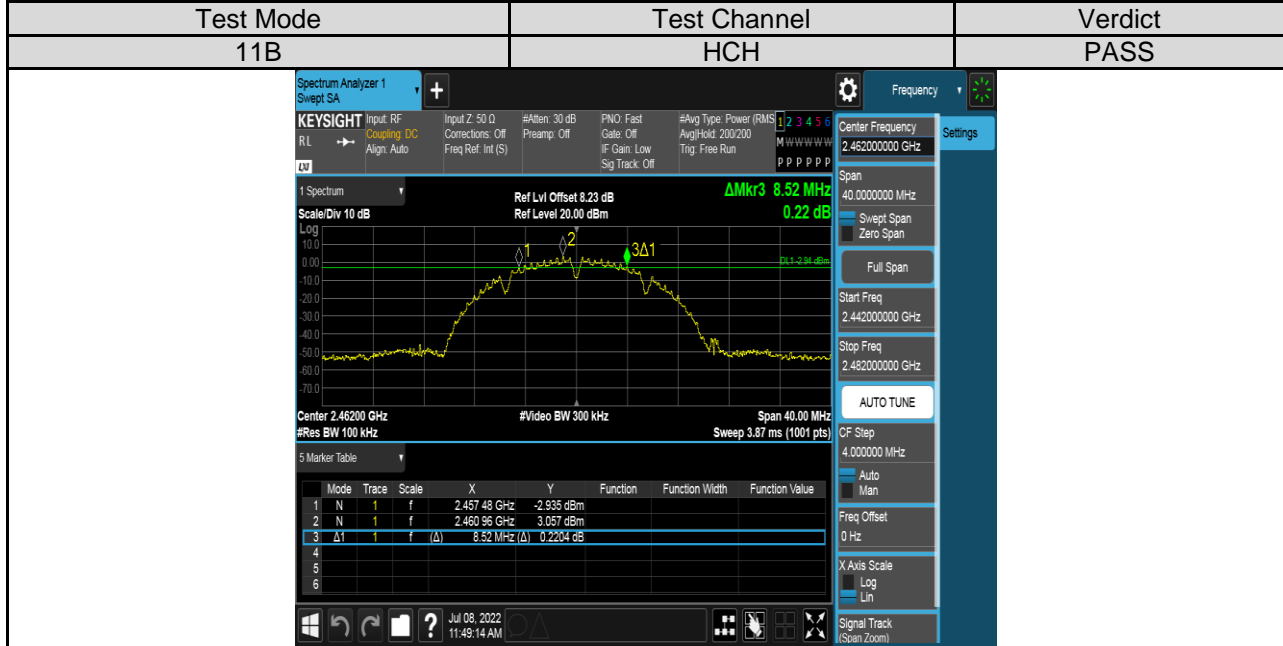 Test Mode Test Channel Verdict
11B HCH PASS
Spectrum Analyzer 1
Swept SA
+
Frequency
KEYSIGHT Input: RF Input Z: 50 Ω #Atten: 30 dB PNO: Fast #Avg Type: Power (RMS 1 2 3 4 5 6
RL Coupling: DC Corrections: Off Preamp: Off Gate: Off Avg|Hold: 200/200 M W W W W W
Align: Auto Freq Ref: Int (S) IF Gain: Low Trig: Free Run
LXI Sig Track: Off P P P P P P
Center Frequency
2.462000000 GHz
Settings
Span
40.0000000 MHz
Swept Span
Zero Span
Full Span
Start Freq
2.442000000 GHz
Stop Freq
2.482000000 GHz
AUTO TUNE
CF Step
4.000000 MHz
Auto
Man
Freq Offset
0 Hz
X Axis Scale
Log
Lin
Signal Track
(Span Zoom)
1 Spectrum Ref Lvl Offset 8.23 dB ΔMkr3 8.52 MHz
Scale/Div 10 dB Ref Level 20.00 dBm 0.22 dB
Log
10.0
0.00
-10.0
-20.0
-30.0
-40.0
-50.0
-60.0
-70.0
1 2 3Δ1
DL1 -2.94 dBm
Center 2.46200 GHz #Video BW 300 kHz Span 40.00 MHz
#Res BW 100 kHz Sweep 3.87 ms (1001 pts)
5 Marker Table
Mode Trace Scale X Y Function Function Width Function Value
1 N 1 f 2.457 48 GHz -2.935 dBm
2 N 1 f 2.460 96 GHz 3.057 dBm
3 Δ1 1 f (Δ) 8.52 MHz (Δ) 0.2204 dB
4
5
6
? Jul 08, 2022
11:49:14 AM